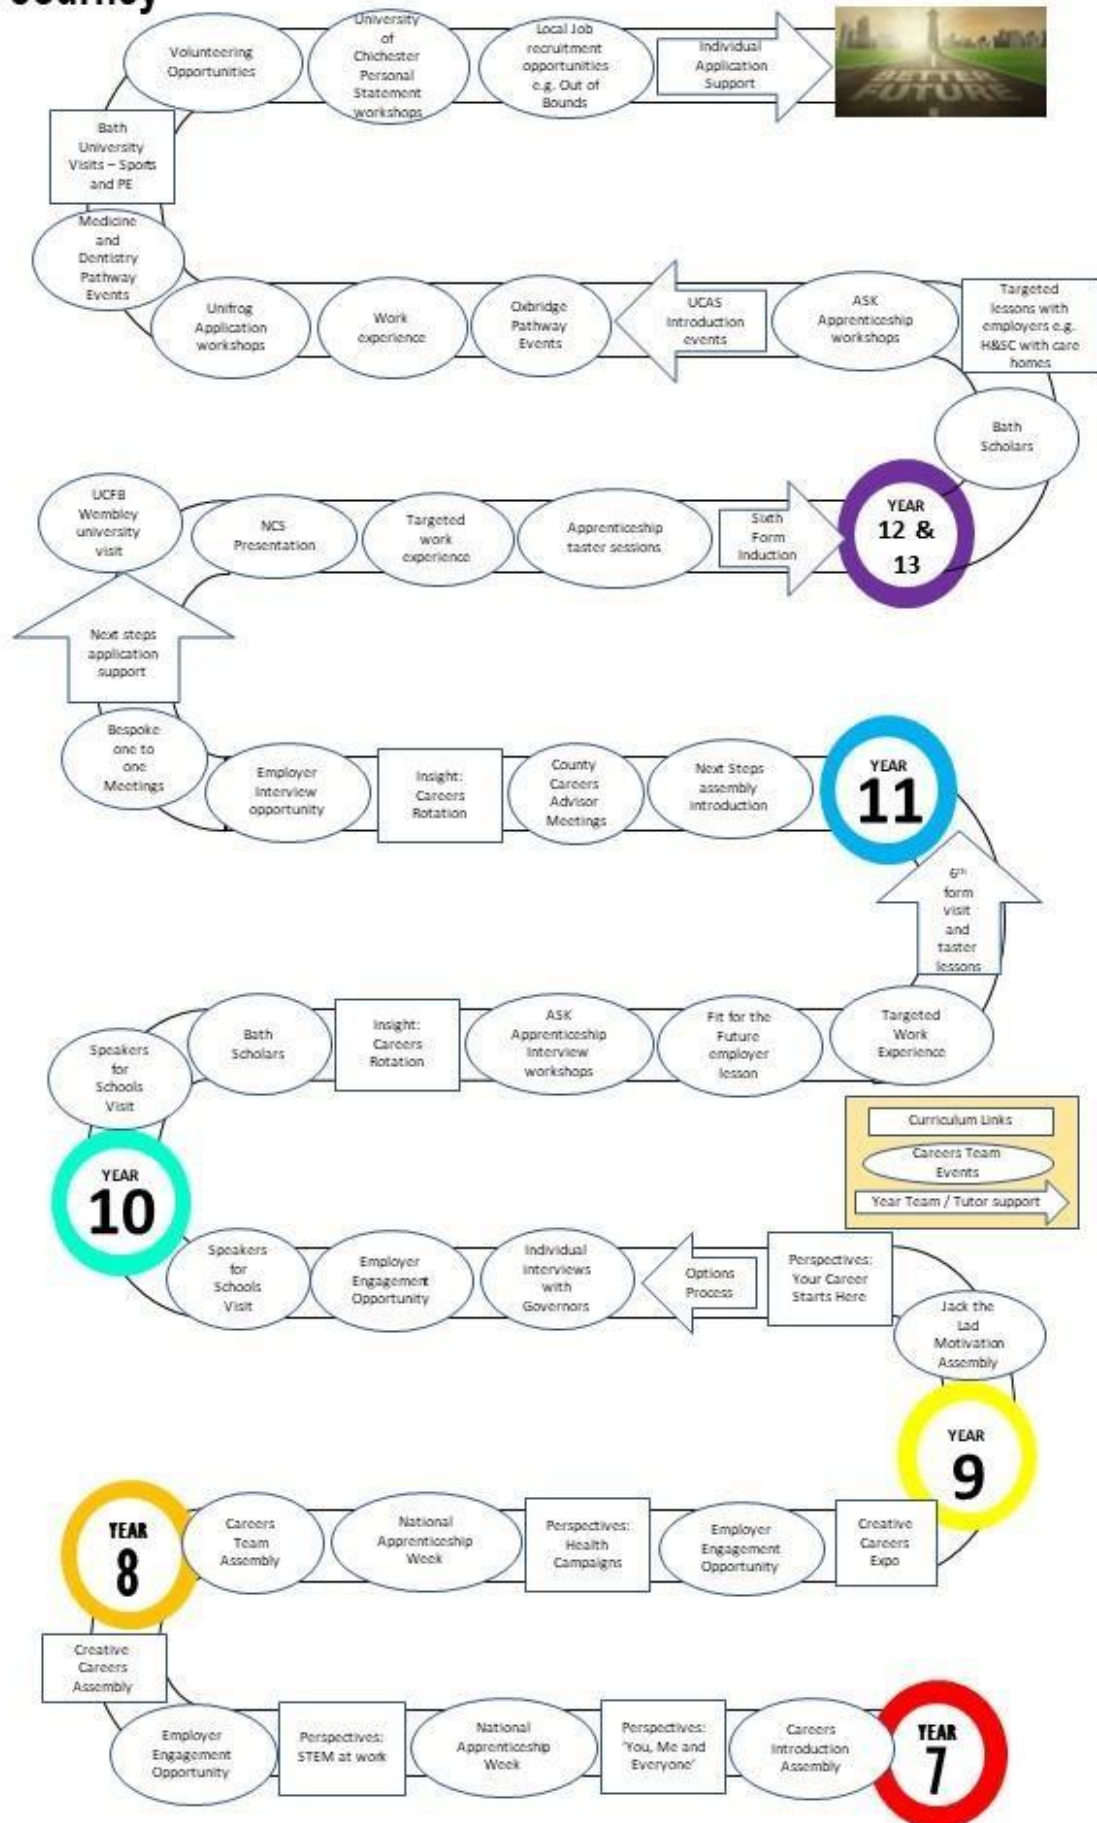 Journey
Volunteering
Opportunities
University
of
Chichester
Personal
Statement
workshops
Local Job
recruitment
opportunities
e.g. Out of
Bounds
Individual
Application
Support
BETTER
FUTURE
Bath
University
Visits – Sports
and PE
Medicine
and
Dentistry
Pathway
Events
Unifrog
Application
workshops
Work
experience
Oxbridge
Pathway
Events
UCAS
Introduction
events
ASK
Apprenticeship
workshops
Targeted
lessons with
employers e.g.
H&SC with care
homes
Bath
Scholars
UCFB
Wembley
university
visit
NCS
Presentation
Targeted
work
experience
Apprenticeship
taster sessions
Sixth
Form
Induction
YEAR
12 &
13
Next steps
application
support
Bespoke
one to
one
Meetings
Employer
Interview
opportunity
Insight:
Careers
Rotation
County
Careers
Advisor
Meetings
Next Steps
assembly
introduction
YEAR
11
6th
form
visit
and
taster
lessons
Speakers
for
Schools
Visit
Bath
Scholars
Insight:
Careers
Rotation
ASK
Apprenticeship
Interview
workshops
Fit for the
Future
employer
lesson
Targeted
Work
Experience
Curriculum Links
Careers Team
Events
Year Team / Tutor support
YEAR
10
Speakers
for
Schools
Visit
Employer
Engagement
Opportunity
Individual
Interviews
with
Governors
Options
Process
Perspectives:
Your Career
Starts Here
Jack the
Lad
Motivation
Assembly
YEAR
9
YEAR
8
Careers
Team
Assembly
National
Apprenticeship
Week
Perspectives:
Health
Campaigns
Employer
Engagement
Opportunity
Creative
Careers
Expo
Creative
Careers
Assembly
Employer
Engagement
Opportunity
Perspectives:
STEM at work
National
Apprenticeship
Week
Perspectives:
'You, Me and
Everyone'
Careers
Introduction
Assembly
YEAR
7